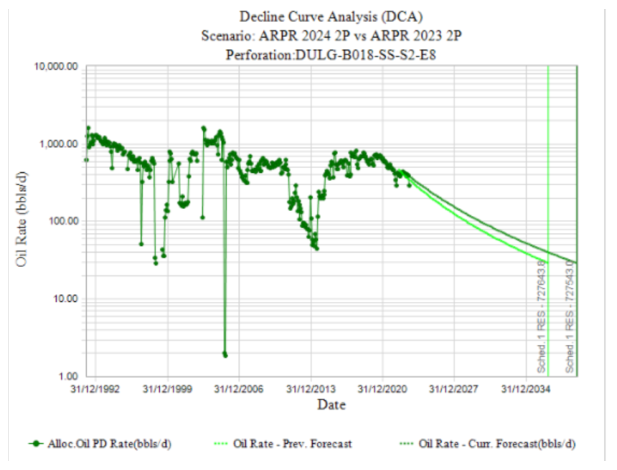 Decline Curve Analysis (DCA)
Scenario: ARPR 2024 2P vs ARPR 2023 2P
Perforation:DULG-B018-SS-S2-E8
Oil Rate (bbls/d)
10,000.00
1,000.00
100.00
10.00
1.00
Sched. 1 RES - 727643.8
Sched. 1 RES - 727543.0
31/12/1992 31/12/1999 31/12/2006 31/12/2013 31/12/2020 31/12/2027 31/12/2034
Date
Alloc.Oil PD Rate(bbls/d) Oil Rate - Prev. Forecast Oil Rate - Curr. Forecast(bbls/d)